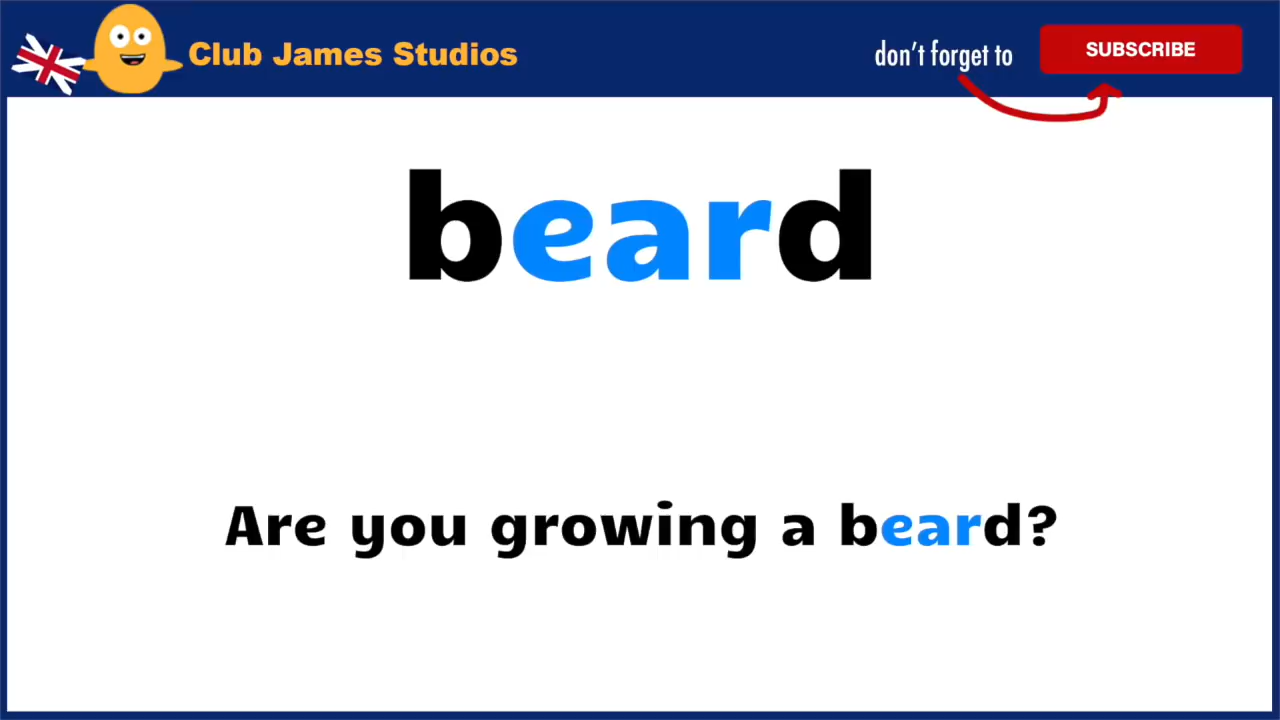 Club James Studios
don't forget to
SUBSCRIBE
beard
Are you growing a beard?